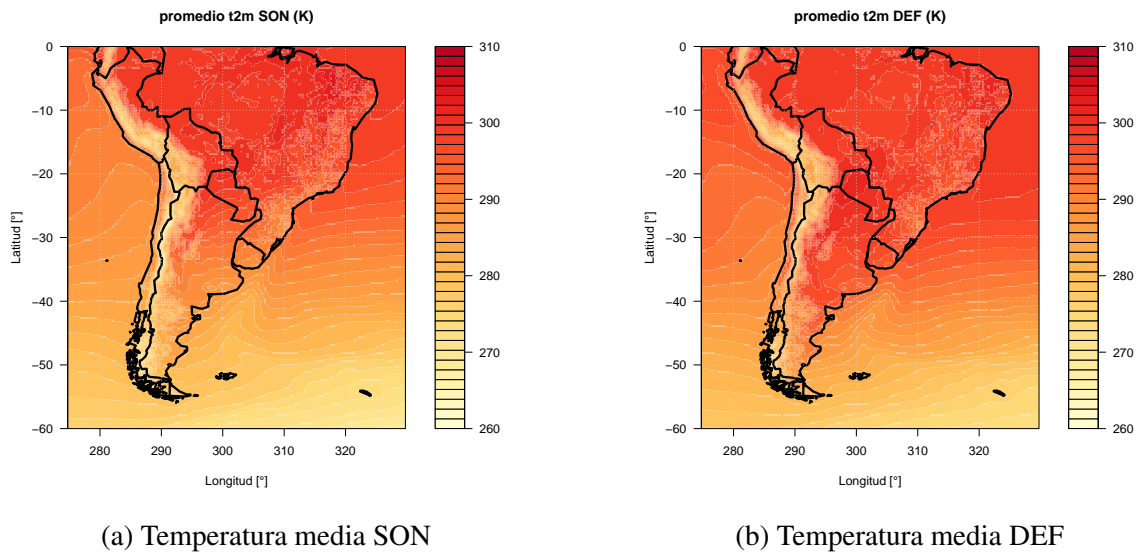 promedio t2m SON (K)
Latitud [°]
0
−10
−20
−30
−40
−50
−60
280 290 300 310 320
Longitud [°]
310
300
290
280
270
260
(a) Temperatura media SON
promedio t2m DEF (K)
Latitud [°]
0
−10
−20
−30
−40
−50
−60
280 290 300 310 320
Longitud [°]
310
300
290
280
270
260
(b) Temperatura media DEF